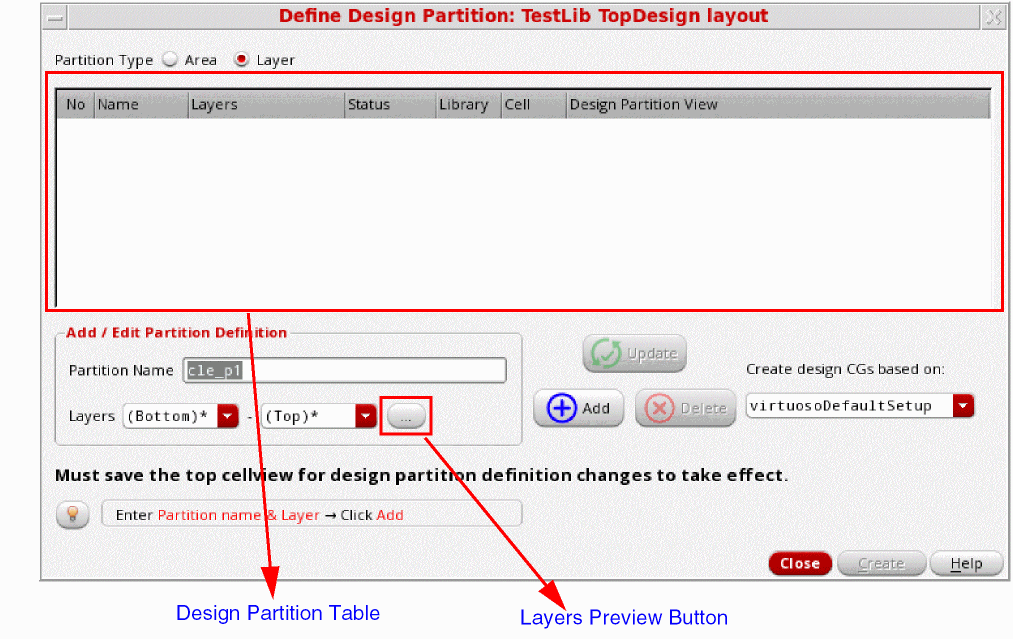 Define Design Partition: TestLib TopDesign layout
Partition Type Area Layer
No Name Layers Status Library Cell Design Partition View
Add / Edit Partition Definition
Partition Name cle_p1
Layers (Bottom)* - (Top)* ...
Update
Add Delete
Create design CGs based on:
virtuosoDefaultSetup
Must save the top cellview for design partition definition changes to take effect.
Enter Partition name & Layer → Click Add
Close Create Help
Design Partition Table
Layers Preview Button